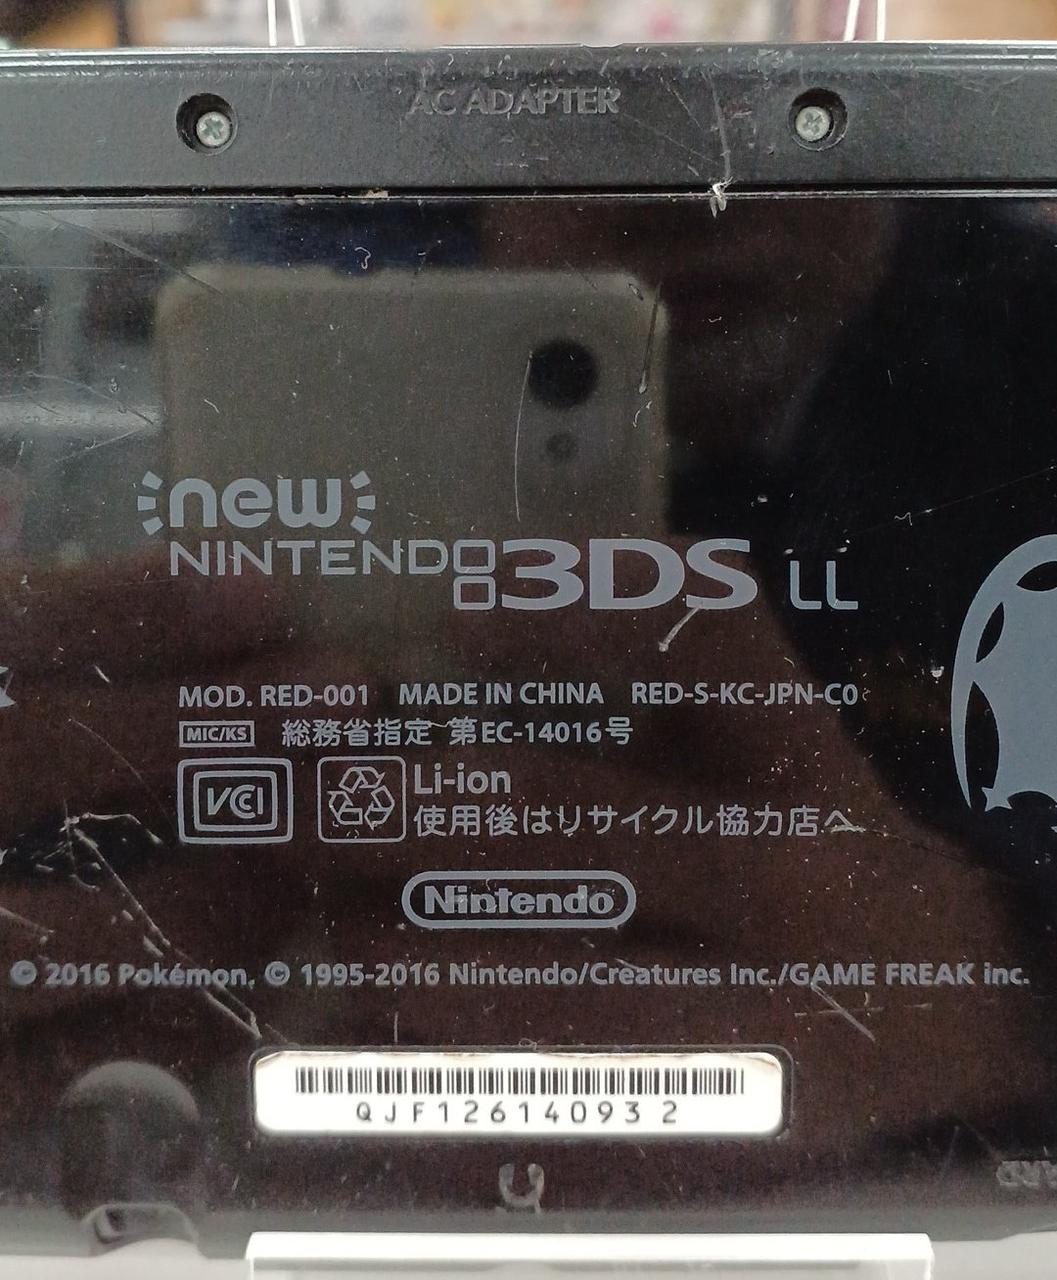 AC ADAPTER
new
NINTENDO 3DS LL
MOD. RED-001 MADE IN CHINA RED-S-KC-JPN-C0
MIC/KS 総務省指定 第EC-14016号
VCCI
Li-ion
使用後はリサイクル協力店へ
Nintendo
© 2016 Pokémon. © 1995-2016 Nintendo/Creatures Inc./GAME FREAK inc.
QJF126140932